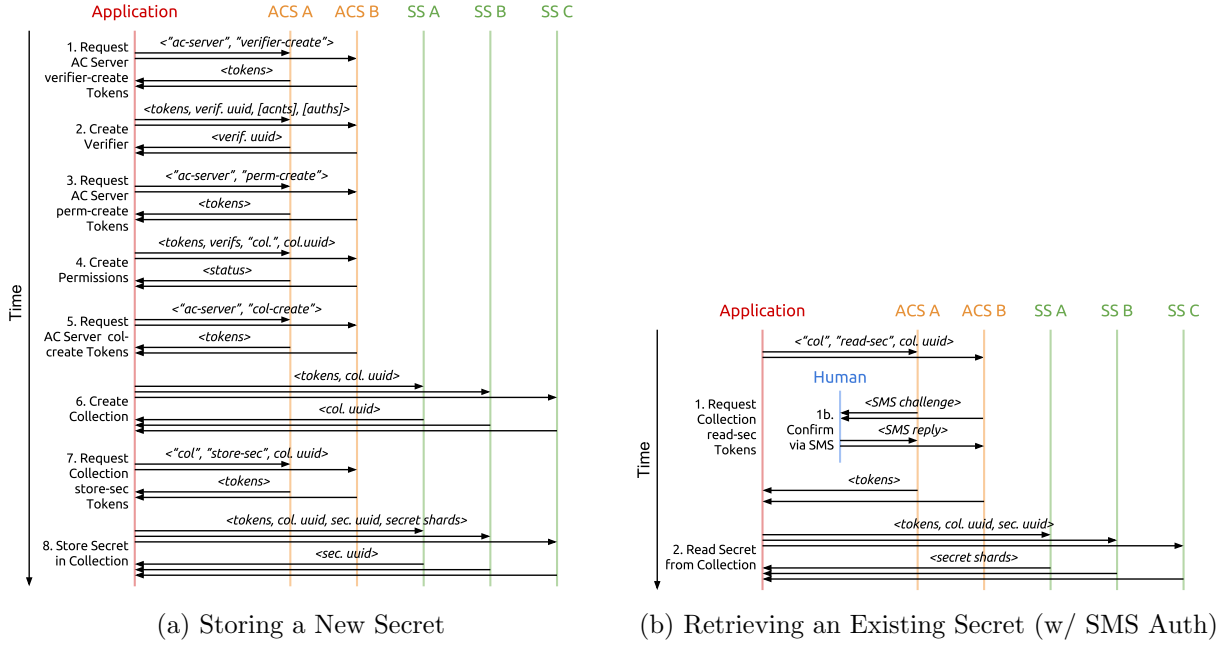 Application ACS A ACS B SS A SS B SS C
Time
1. Request
AC Server
verifier-create
Tokens
<"ac-server", "verifier-create">
<tokens>
2. Create
Verifier
<tokens, verif. uuid, [acnts], [auths]>
<verif. uuid>
3. Request
AC Server
perm-create
Tokens
<"ac-server", "perm-create">
<tokens>
4. Create
Permissions
<tokens, verifs, "col.", col.uuid>
<status>
5. Request
AC Server col-
create Tokens
<"ac-server", "col-create">
<tokens>
6. Create
Collection
<tokens, col. uuid>
<col. uuid>
7. Request
Collection
store-sec
Tokens
<"col", "store-sec", col. uuid>
<tokens>
8. Store Secret
in Collection
<tokens, col. uuid, sec. uuid, secret shards>
<sec. uuid>
(a) Storing a New Secret
Application ACS A ACS B SS A SS B SS C
Time
<"col", "read-sec", col. uuid>
Human
1. Request
Collection
read-sec
Tokens
1b.
Confirm
via SMS
<SMS challenge>
<SMS reply>
<tokens>
2. Read Secret
from Collection
<tokens, col. uuid, sec. uuid>
<secret shards>
(b) Retrieving an Existing Secret (w/ SMS Auth)